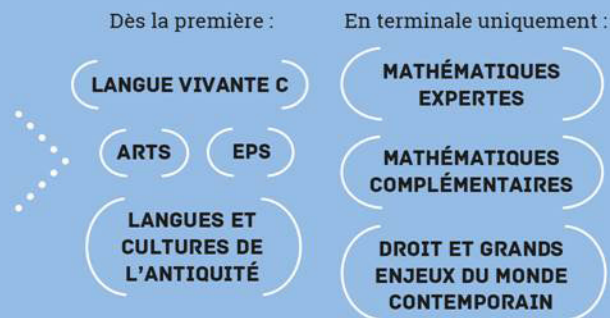 Dès la première :
LANGUE VIVANTE C
ARTS
EPS
LANGUES ET
CULTURES DE
L'ANTIQUITÉ
En terminale uniquement :
MATHÉMATIQUES
EXPERTES
MATHÉMATIQUES
COMPLÉMENTAIRES
DROIT ET GRANDS
ENJEUX DU MONDE
CONTEMPORAIN